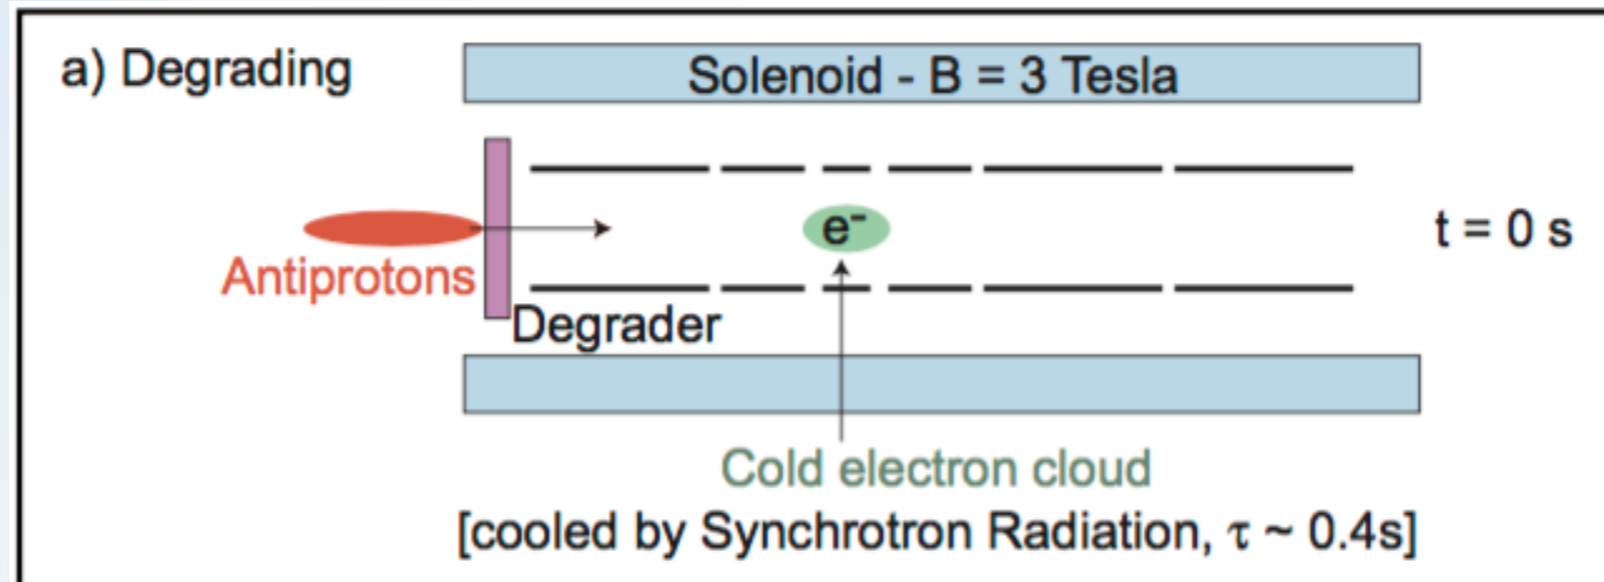 a) Degrading
Solenoid - B = 3 Tesla
e-
t = 0 s
Antiprotons
Degrader
Cold electron cloud
[cooled by Synchrotron Radiation, τ ~ 0.4s]